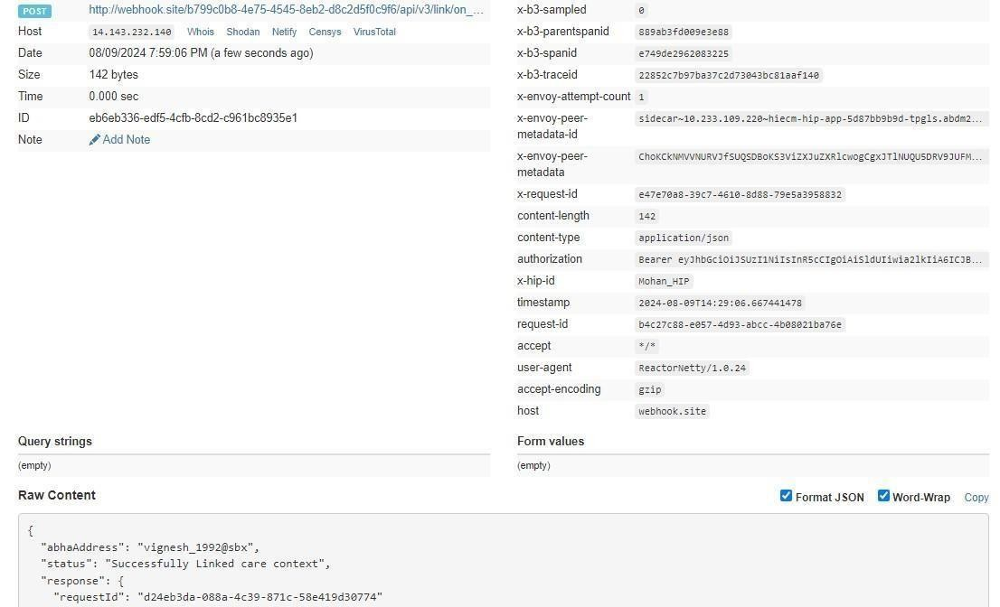 POST http://webhook.site/b799c0b8-4e75-4545-8eb2-d8c2d5f0c9f6/api/v3/link/on_...
Host 14.143.232.140 Whois Shodan Netify Censys VirusTotal
Date 08/09/2024 7:59:06 PM (a few seconds ago)
Size 142 bytes
Time 0.000 sec
ID eb6eb336-edf5-4cfb-8cd2-c961bc8935e1
Note Add Note
x-b3-sampled 0
x-b3-parentspanid 889ab3fd009e3e88
x-b3-spanid e749de2962083225
x-b3-traceid 22852c7b97ba37c2d73043bc81aaf140
x-envoy-attempt-count 1
x-envoy-peer-metadata-id sidecar~10.233.109.220~hiecm-hip-app-5d87bb9b9d-tpgls.abdm2...
x-envoy-peer-metadata ChoKCkNMVVNURVJfSUQSDBoKS3ViZXJuZXRlcwogCgxJTlNUQU5DRV9JUFM...
x-request-id e47e70a8-39c7-4610-8d88-79e5a3958832
content-length 142
content-type application/json
authorization Bearer eyJhbGciOiJSUzI1NiIsInR5cCIgOiAiSldUIiwia2lkIiA6ICJB...
x-hip-id Mohan_HIP
timestamp 2024-08-09T14:29:06.667441478
request-id b4c27c88-e057-4d93-abcc-4b08021ba76e
accept */*
user-agent ReactorNetty/1.0.24
accept-encoding gzip
host webhook.site
Query strings
(empty)
Form values
(empty)
Raw Content
Format JSON Word-Wrap Copy
{
"abhaAddress": "vignesh_1992@sbx",
"status": "Successfully Linked care context",
"response": {
"requestId": "d24eb3da-088a-4c39-871c-58e419d30774"